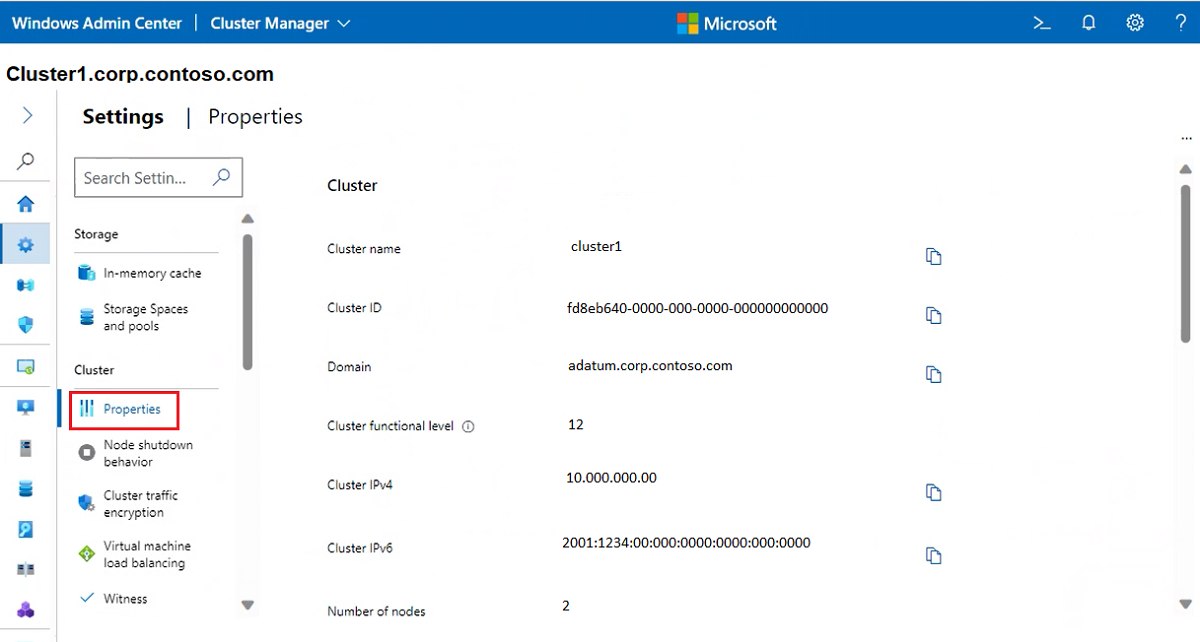 Windows Admin Center | Cluster Manager
Microsoft
>_
?
Cluster1.corp.contoso.com
Settings | Properties
...
Search Settin...
Storage
In-memory cache
Storage Spaces
and pools
Cluster
Properties
Node shutdown
behavior
Cluster traffic
encryption
Virtual machine
load balancing
Witness
Cluster
Cluster name cluster1
Cluster ID fd8eb640-0000-000-0000-000000000000
Domain adatum.corp.contoso.com
Cluster functional level 12
Cluster IPv4 10.000.000.00
Cluster IPv6 2001:1234:00:000:0000:0000:000:0000
Number of nodes 2